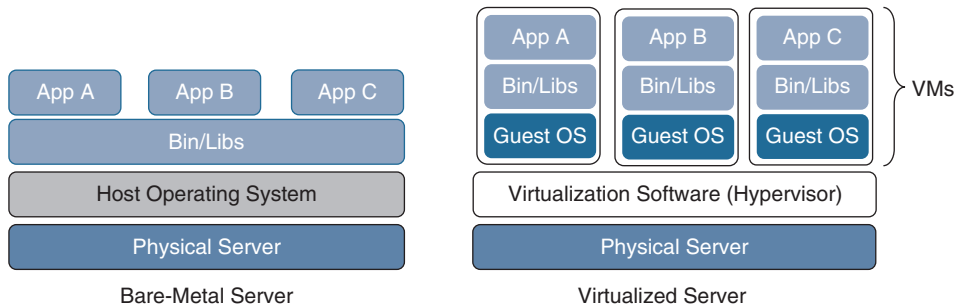 App A
App B
App C
Bin/Libs
Host Operating System
Physical Server
Bare-Metal Server
App A
App B
App C
Bin/Libs
Bin/Libs
Bin/Libs
Guest OS
Guest OS
Guest OS
VMs
Virtualization Software (Hypervisor)
Physical Server
Virtualized Server